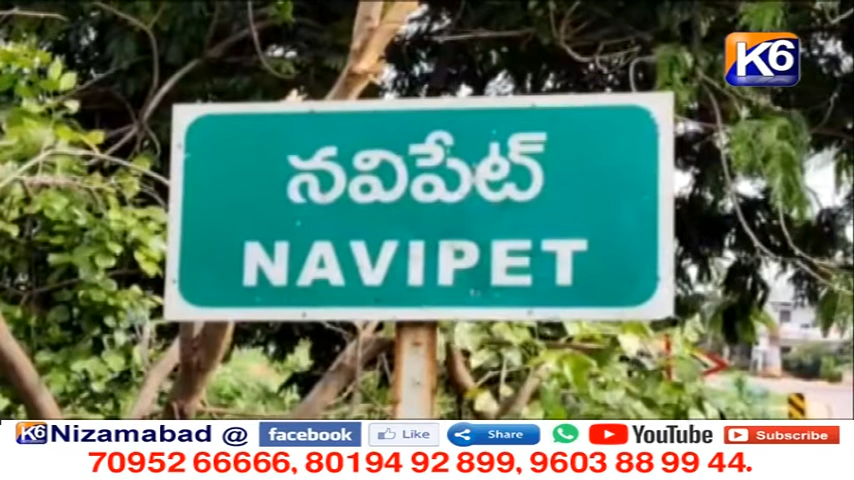 K6
నవిపేట్
NAVIPET
K6 Nizamabad @ facebook Like Share YouTube Subscribe
70952 66666, 80194 92 899, 9603 88 99 44.